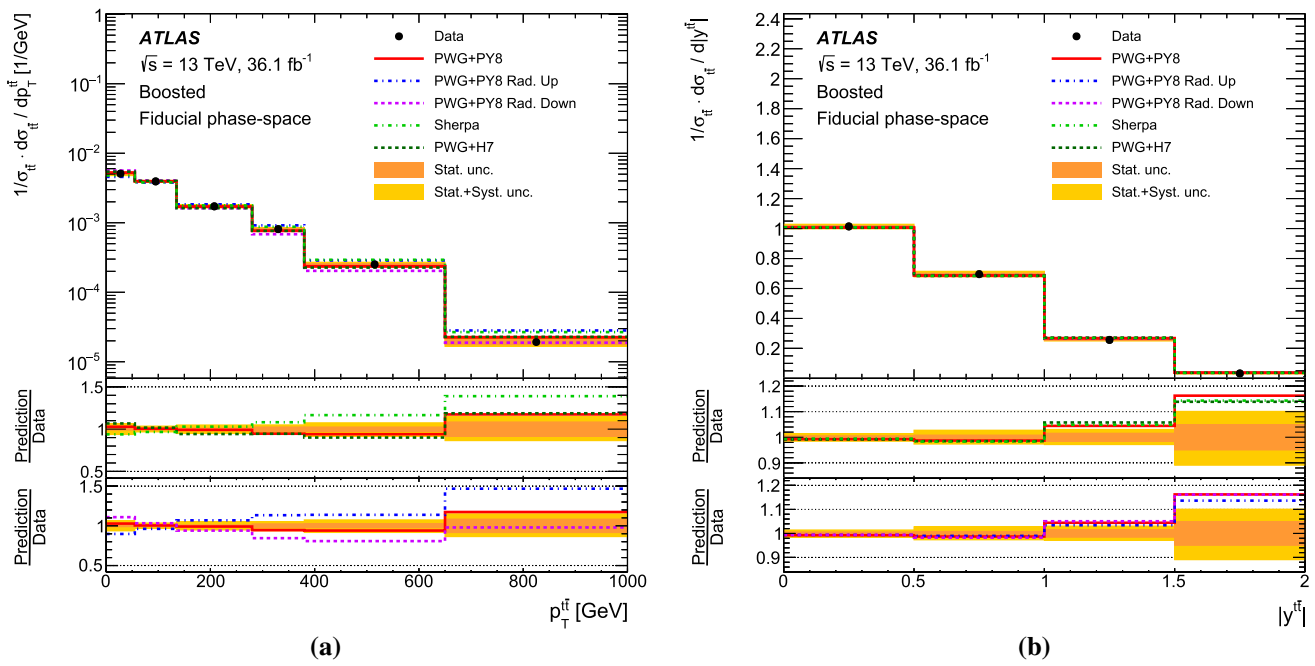 1/σ_tt̄ · dσ_tt̄ / dp_T^tt̄ [1/GeV]
1
10⁻¹
10⁻²
10⁻³
10⁻⁴
10⁻⁵
ATLAS
√s = 13 TeV, 36.1 fb⁻¹
Boosted
Fiducial phase-space
Data
PWG+PY8
PWG+PY8 Rad. Up
PWG+PY8 Rad. Down
Sherpa
PWG+H7
Stat. unc.
Stat.+Syst. unc.
Prediction
Data
1.5
1
0.5
Prediction
Data
1.5
1
0.5
0 200 400 600 800 1000
p_T^tt̄ [GeV]
(a)
1/σ_tt̄ · dσ_tt̄ / d|y^tt̄|
2.4
2.2
2
1.8
1.6
1.4
1.2
1
0.8
0.6
0.4
0.2
ATLAS
√s = 13 TeV, 36.1 fb⁻¹
Boosted
Fiducial phase-space
Data
PWG+PY8
PWG+PY8 Rad. Up
PWG+PY8 Rad. Down
Sherpa
PWG+H7
Stat. unc.
Stat.+Syst. unc.
Prediction
Data
1.2
1.1
1
0.9
Prediction
Data
1.2
1.1
1
0.9
0 0.5 1 1.5 2
|y^tt̄|
(b)